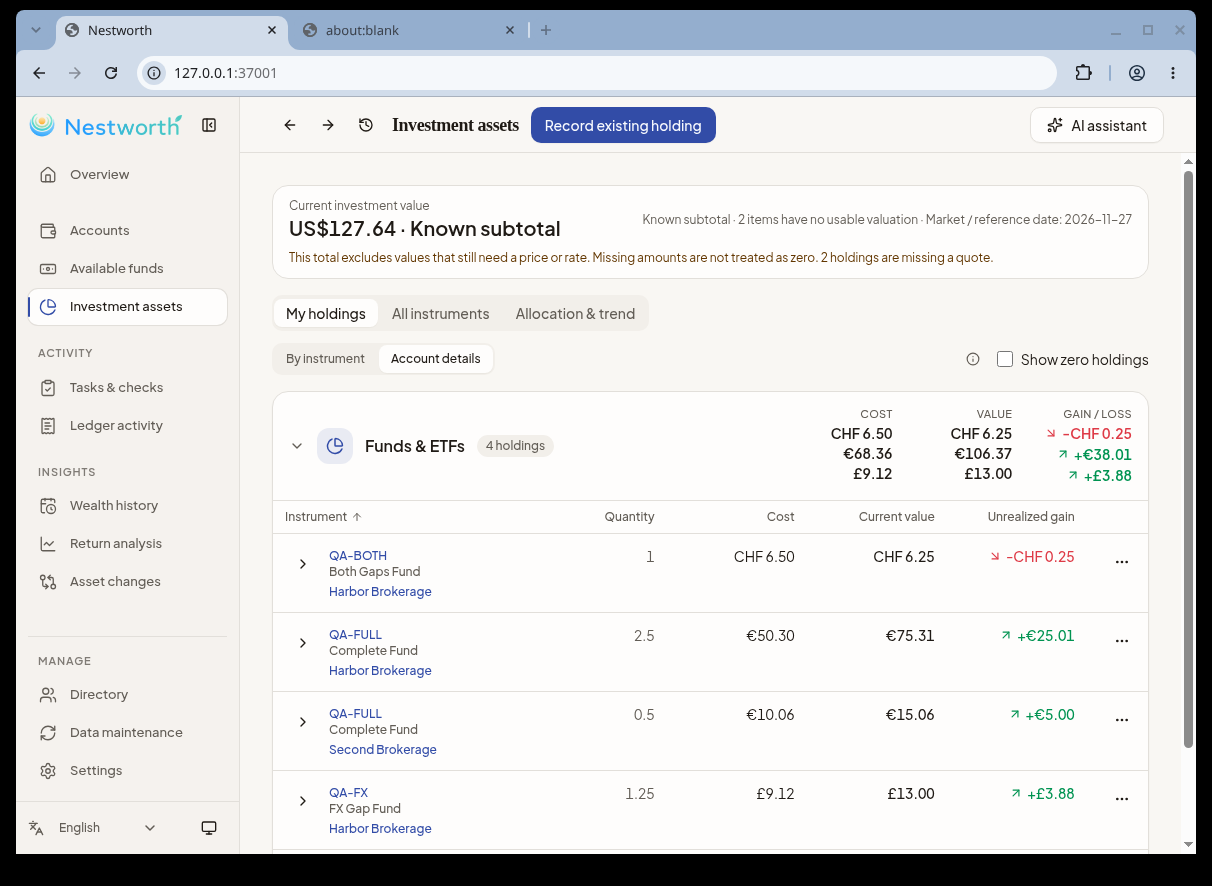 Nestworth
about:blank
127.0.0.1:37001
Nestworth
Investment assets
Record existing holding
AI assistant
Overview
Accounts
Available funds
Investment assets
ACTIVITY
Tasks & checks
Ledger activity
INSIGHTS
Wealth history
Return analysis
Asset changes
MANAGE
Directory
Data maintenance
Settings
English
Current investment value
US$127.64 · Known subtotal
Known subtotal · 2 items have no usable valuation · Market / reference date: 2026-11-27
This total excludes values that still need a price or rate. Missing amounts are not treated as zero. 2 holdings are missing a quote.
My holdings All instruments Allocation & trend
By instrument Account details
Show zero holdings
Funds & ETFs 4 holdings
COST VALUE GAIN / LOSS
CHF 6.50 CHF 6.25 -CHF 0.25
€68.36 €106.37 +€38.01
£9.12 £13.00 +£3.88
Instrument Quantity Cost Current value Unrealized gain
QA-BOTH 1 CHF 6.50 CHF 6.25 -CHF 0.25
Both Gaps Fund
Harbor Brokerage
QA-FULL 2.5 €50.30 €75.31 +€25.01
Complete Fund
Harbor Brokerage
QA-FULL 0.5 €10.06 €15.06 +€5.00
Complete Fund
Second Brokerage
QA-FX 1.25 £9.12 £13.00 +£3.88
FX Gap Fund
Harbor Brokerage